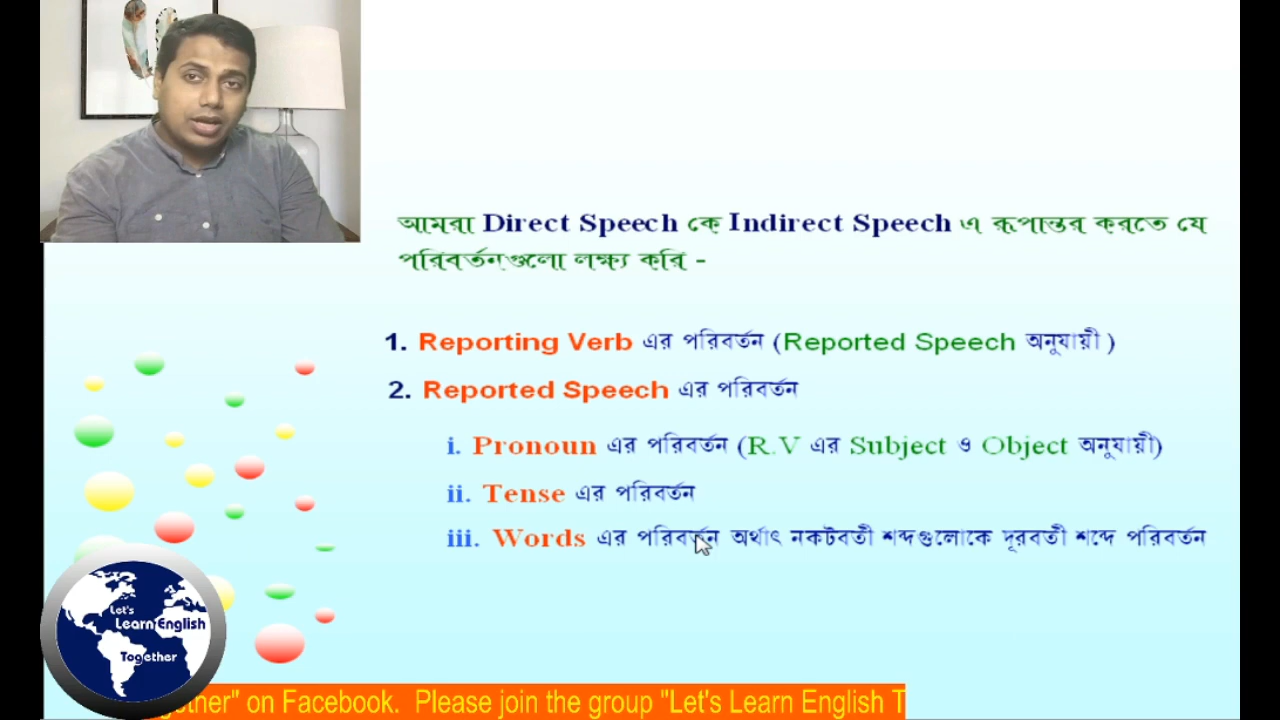 আমরা Direct Speech কে Indirect Speech এ রূপান্তর করতে যে
পরিবর্তনগুলো লক্ষ্য করি -
1. Reporting Verb এর পরিবর্তন (Reported Speech অনুযায়ী )
2. Reported Speech এর পরিবর্তন
i. Pronoun এর পরিবর্তন (R.V এর Subject ও Object অনুযায়ী)
ii. Tense এর পরিবর্তন
iii. Words এর পরিবর্তন অর্থাৎ নকটবর্তী শব্দগুলোকে দূরবর্তী শব্দে পরিবর্তন
Let's
Learn English
Together
gether" on Facebook. Please join the group "Let's Learn English T